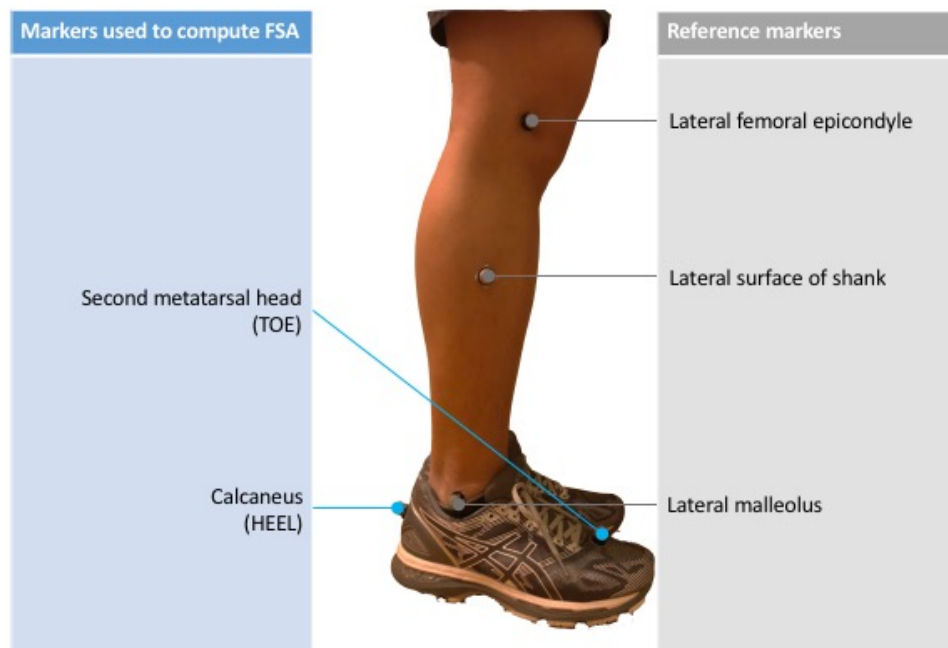 Markers used to compute FSA
Reference markers
Lateral femoral epicondyle
Lateral surface of shank
Second metatarsal head
(TOE)
Calcaneus
(HEEL)
Lateral malleolus